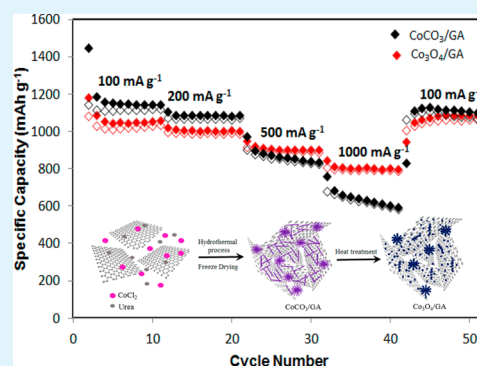 1600
1400
1200
1000
800
600
400
200
0
Specific Capacity (mAh g⁻¹)
CoCO₃/GA
Co₃O₄/GA
100 mA g⁻¹
200 mA g⁻¹
500 mA g⁻¹
1000 mA g⁻¹
100 mA g⁻¹
Hydrothermal
process
Freeze Drying
Heat treatment
CoCl₂
Urea
CoCO₃/GA
Co₃O₄/GA
0 10 20 30 40 50
Cycle Number